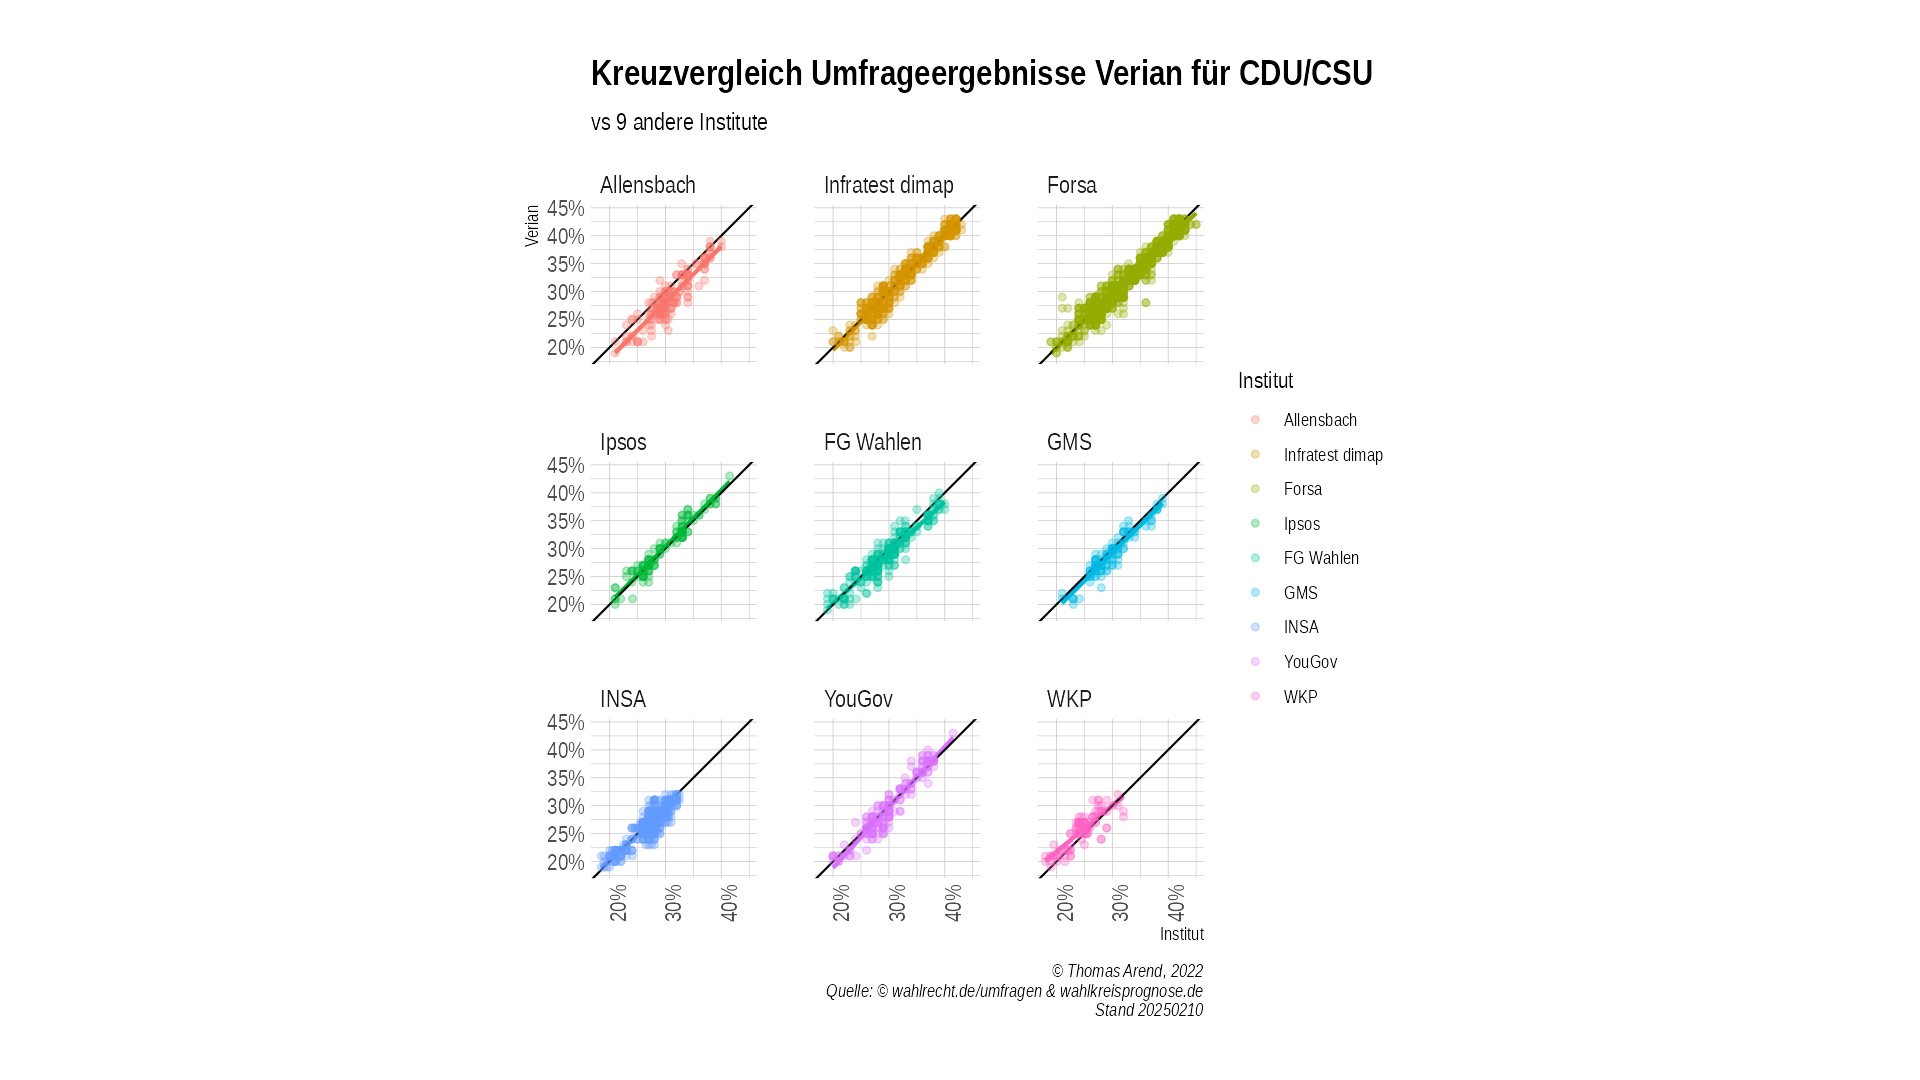 Kreuzvergleich Umfrageergebnisse Verian für CDU/CSU
vs 9 andere Institute
Allensbach
Infratest dimap
Forsa
Verian
45%
40%
35%
30%
25%
20%
Ipsos
FG Wahlen
GMS
45%
40%
35%
30%
25%
20%
INSA
YouGov
WKP
45%
40%
35%
30%
25%
20%
20%
30%
40%
20%
30%
40%
20%
30%
40%
Institut
Institut
Allensbach
Infratest dimap
Forsa
Ipsos
FG Wahlen
GMS
INSA
YouGov
WKP
© Thomas Arend, 2022
Quelle: © wahlrecht.de/umfragen & wahlkreisprognose.de
Stand 20250210